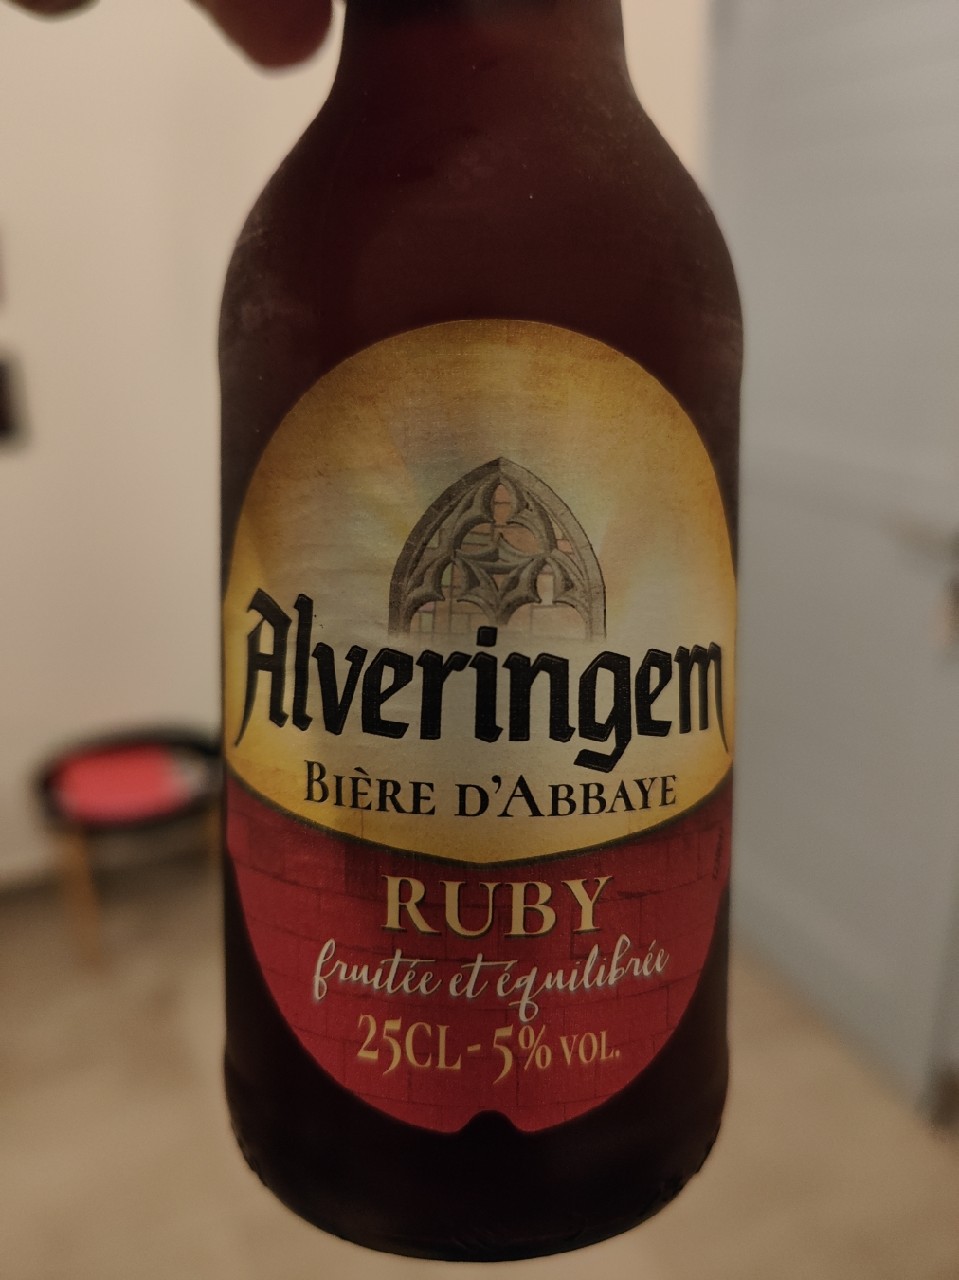 Alveringem
BIÈRE D'ABBAYE
RUBY
fruitée et équilibrée
25CL - 5% VOL.